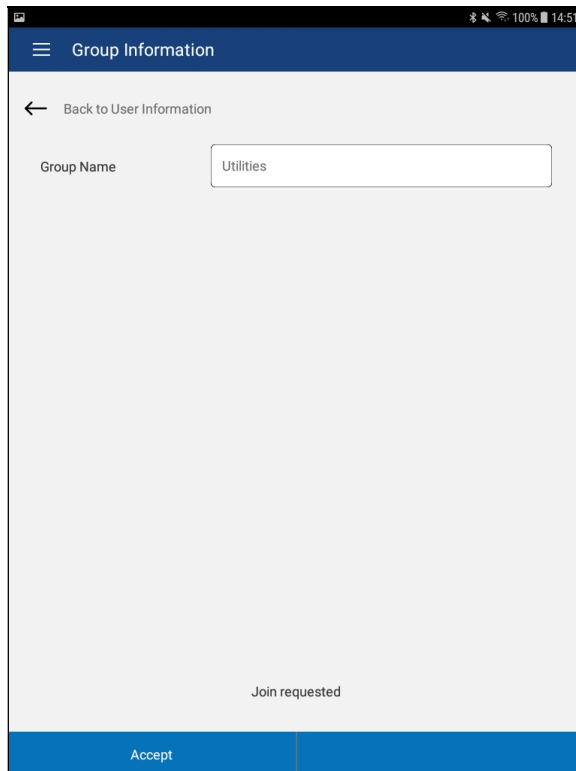 100% 14:51
Group Information
Back to User Information
Group Name
Utilities
Join requested
Accept